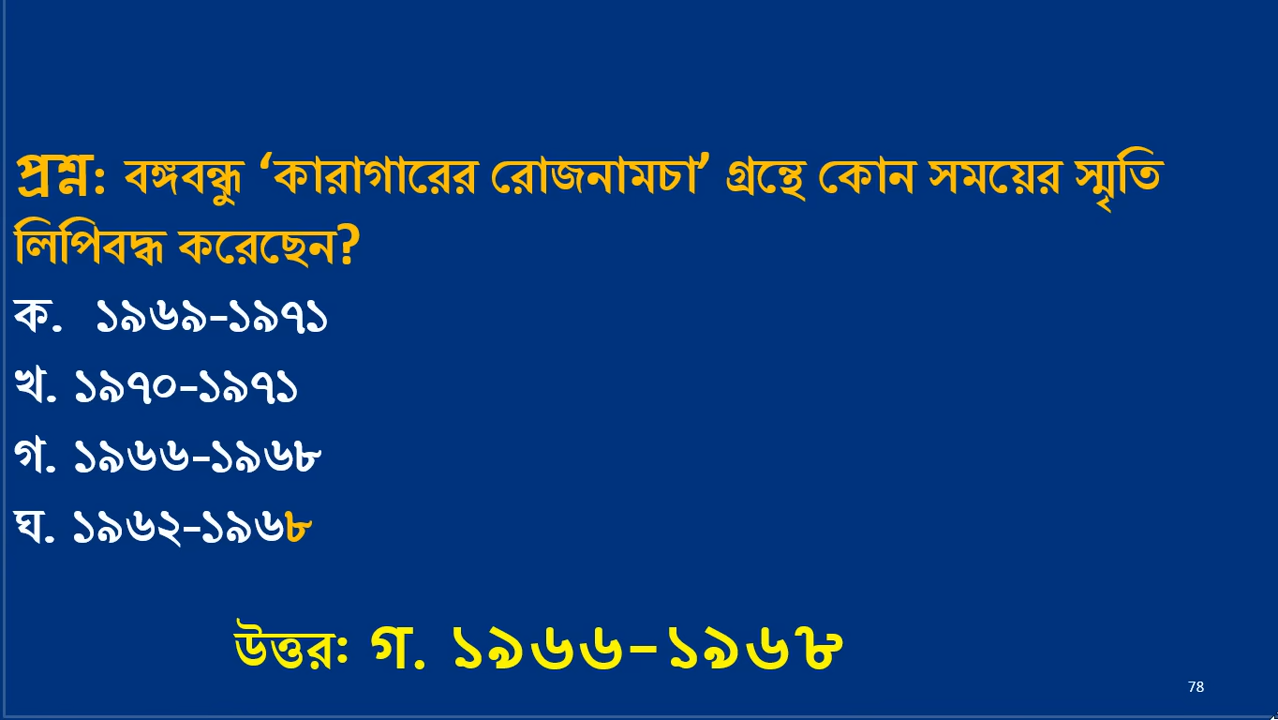 প্রশ্ন: বঙ্গবন্ধু ‘কারাগারের রোজনামচা’ গ্রন্থে কোন সময়ের স্মৃতি
লিপিবদ্ধ করেছেন?
ক. ১৯৬৯-১৯৭১
খ. ১৯৭০-১৯৭১
গ. ১৯৬৬-১৯৬৮
ঘ. ১৯৬২-১৯৬৮
উত্তর: গ. ১৯৬৬-১৯৬৮
78